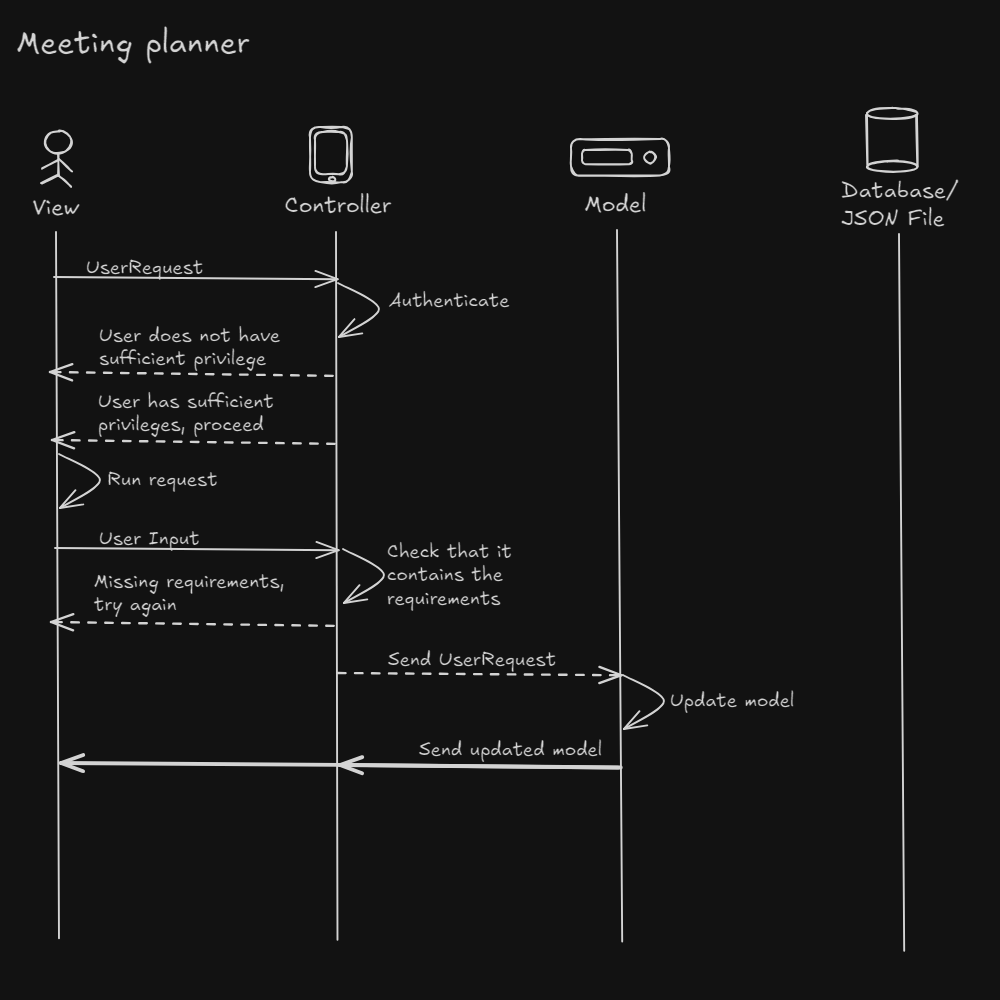 Meeting planner
View
Controller
Model
Database/
JSON File
UserRequest
Authenticate
User does not have
sufficient privilege
User has sufficient
privileges, proceed
Run request
User Input
Check that it
contains the
requirements
Missing requirements,
try again
Send UserRequest
Update model
Send updated model